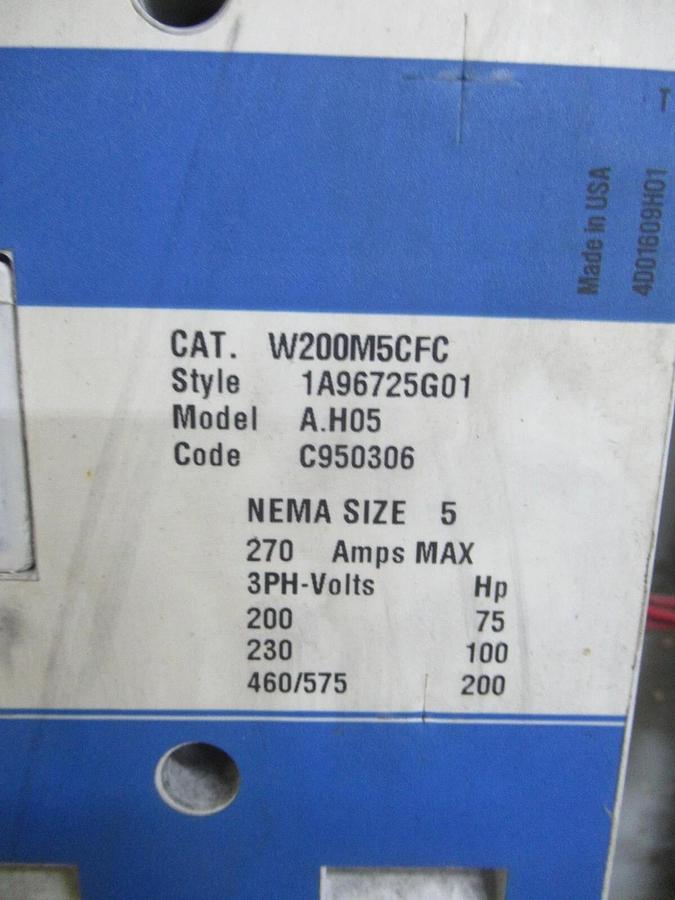 T
Made in USA
4D01609H01
CAT. W200M5CFC
Style 1A96725G01
Model A.H05
Code C950306
NEMA SIZE 5
270 Amps MAX
3PH-Volts Hp
200 75
230 100
460/575 200